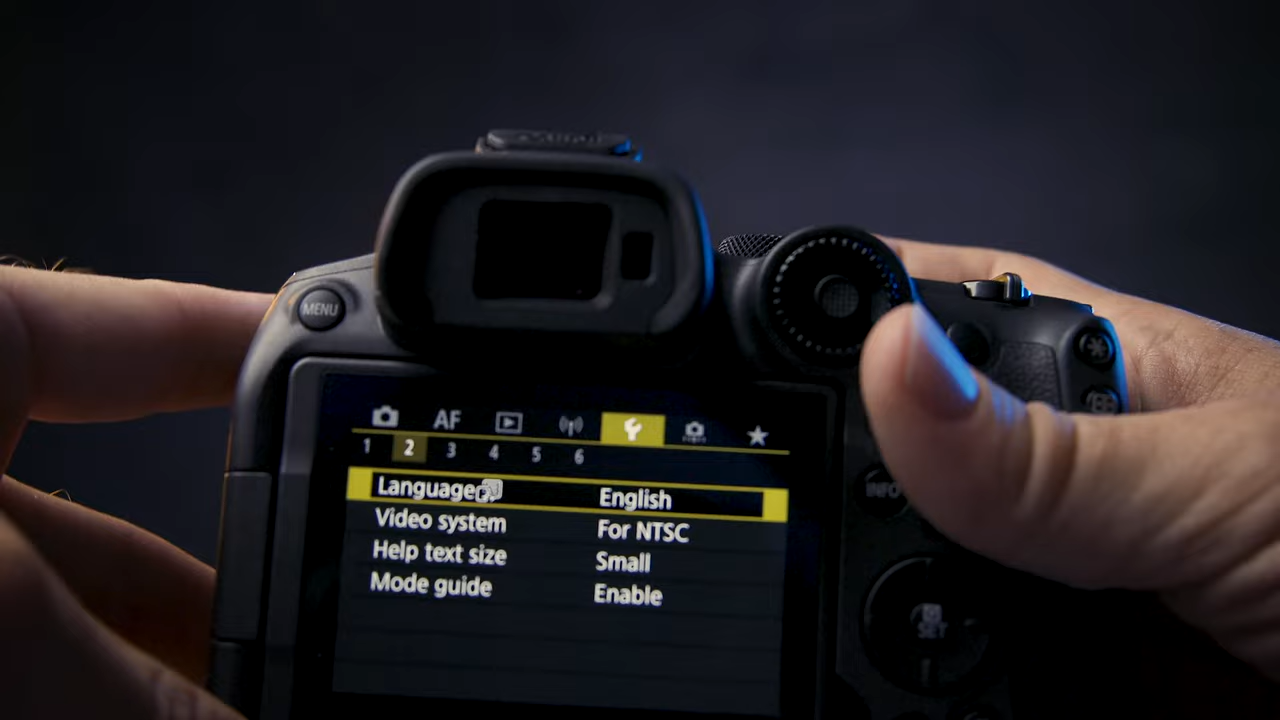 MENU
AF
1 2 3 4 5 6
Language English
Video system For NTSC
Help text size Small
Mode guide Enable
INFO
SET